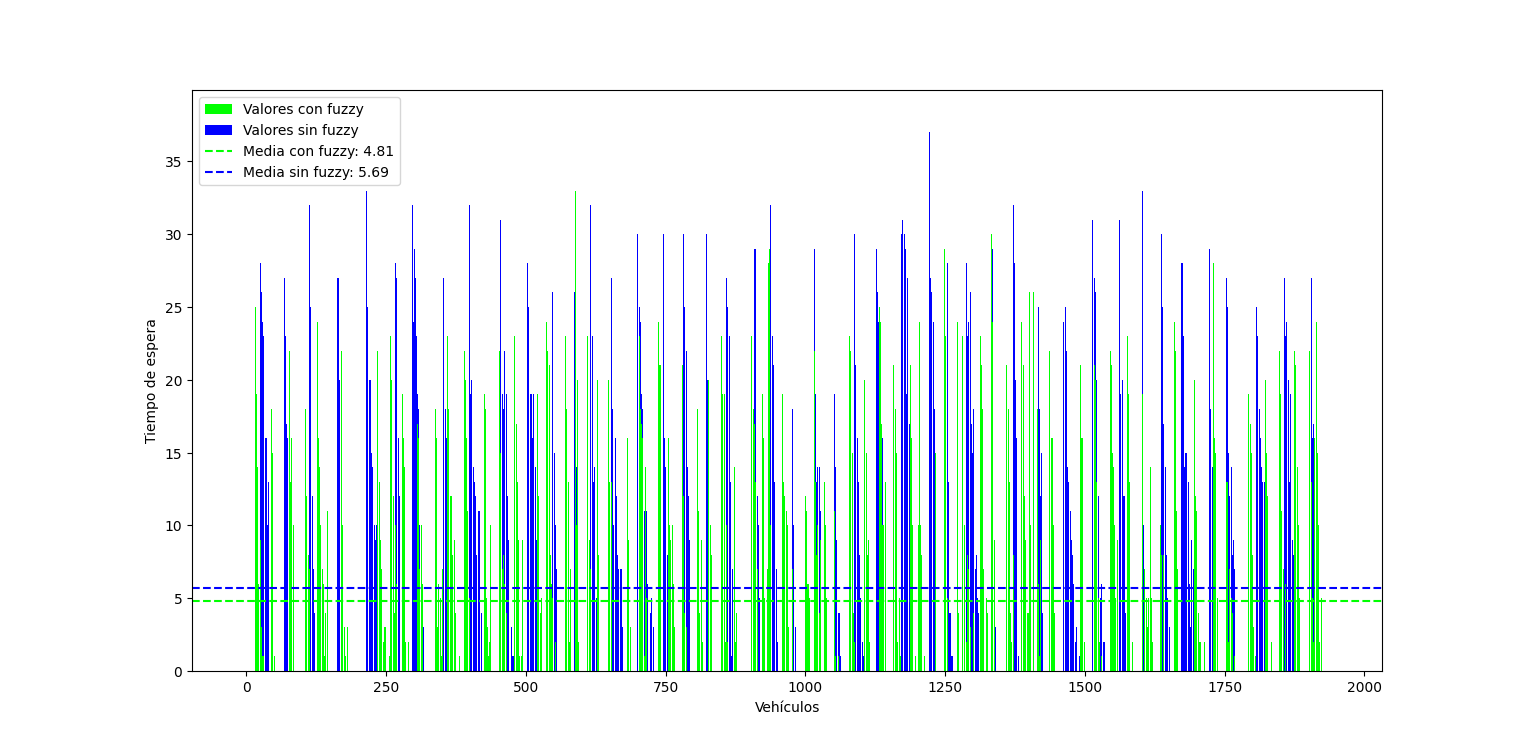 Valores con fuzzy
Valores sin fuzzy
Media con fuzzy: 4.81
Media sin fuzzy: 5.69
35
30
25
20
15
10
5
0
Tiempo de espera
0 250 500 750 1000 1250 1500 1750 2000
Vehículos